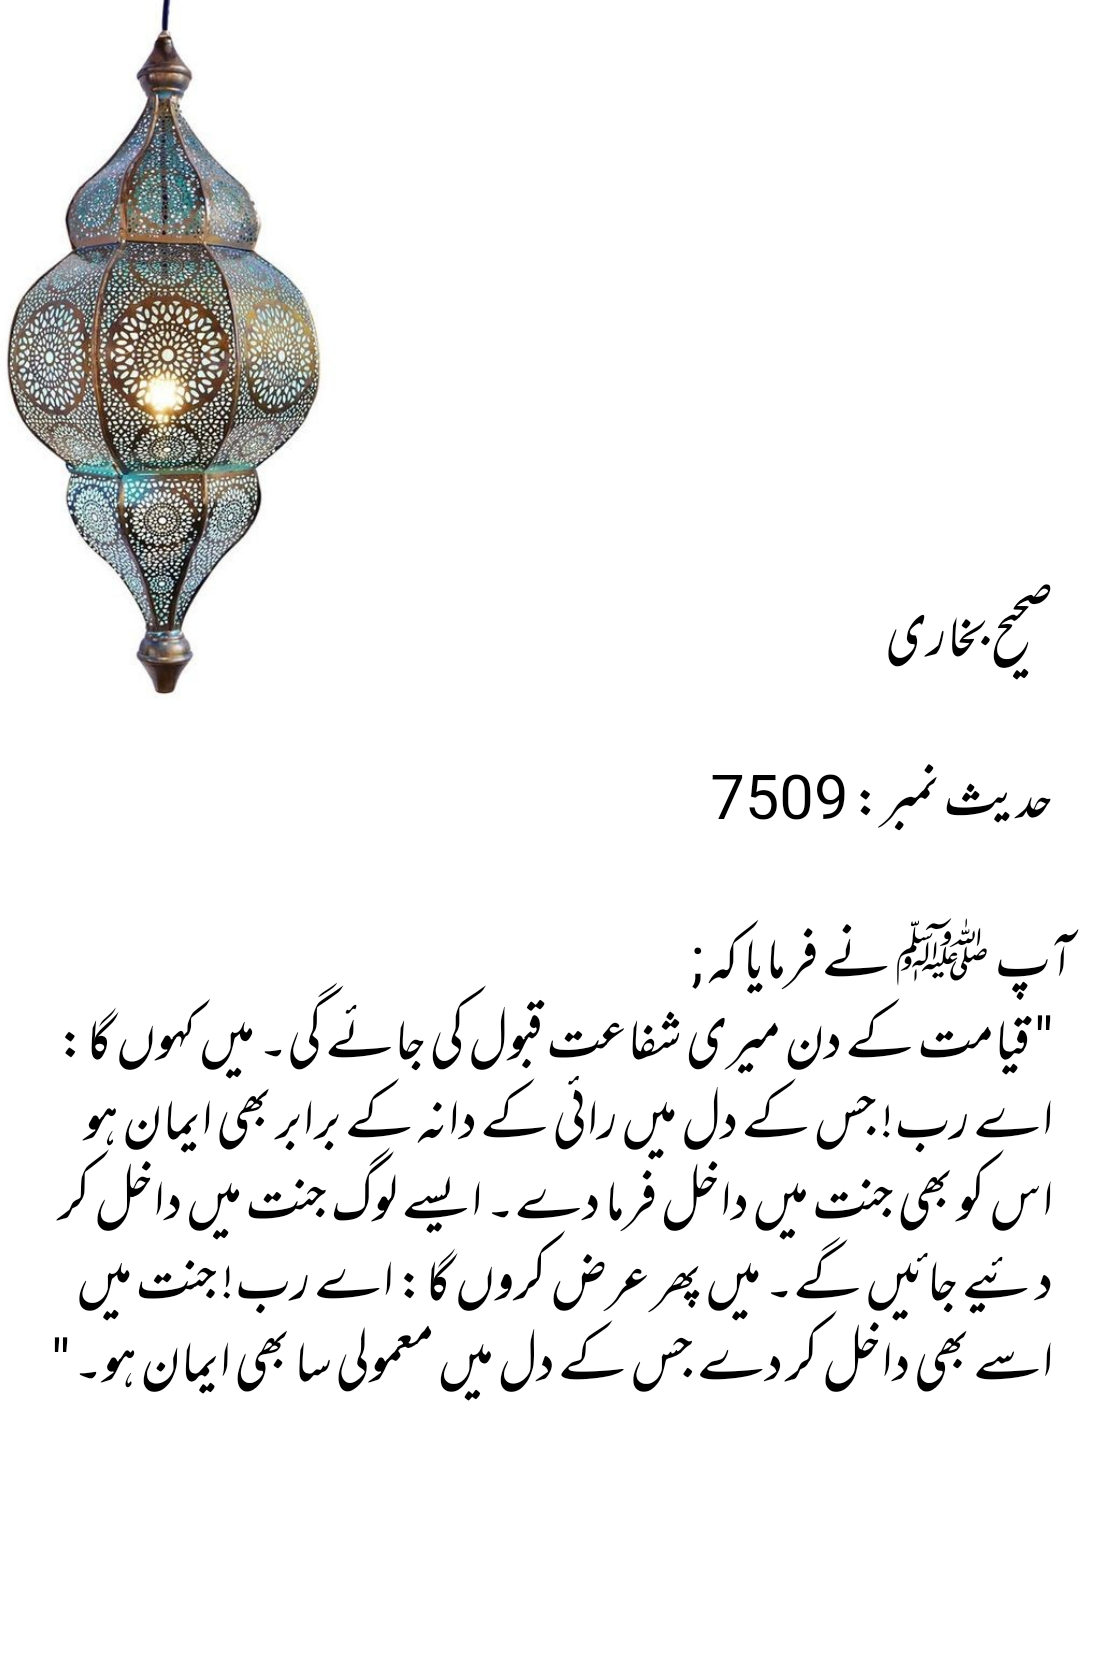 صحیح بخاری
حدیث نمبر : 7509
آپ ﷺ نے فرمایا کہ ;
"قیامت کے دن میری شفاعت قبول کی جائے گی۔ میں کہوں گا :
اے رب! جس کے دل میں رائی کے دانہ کے برابر بھی ایمان ہو
اس کو بھی جنت میں داخل فرما دے۔ ایسے لوگ جنت میں داخل کر
دئیے جائیں گے۔ میں پھر عرض کروں گا : اے رب! جنت میں
اسے بھی داخل کر دے جس کے دل میں معمولی سا بھی ایمان ہو۔"